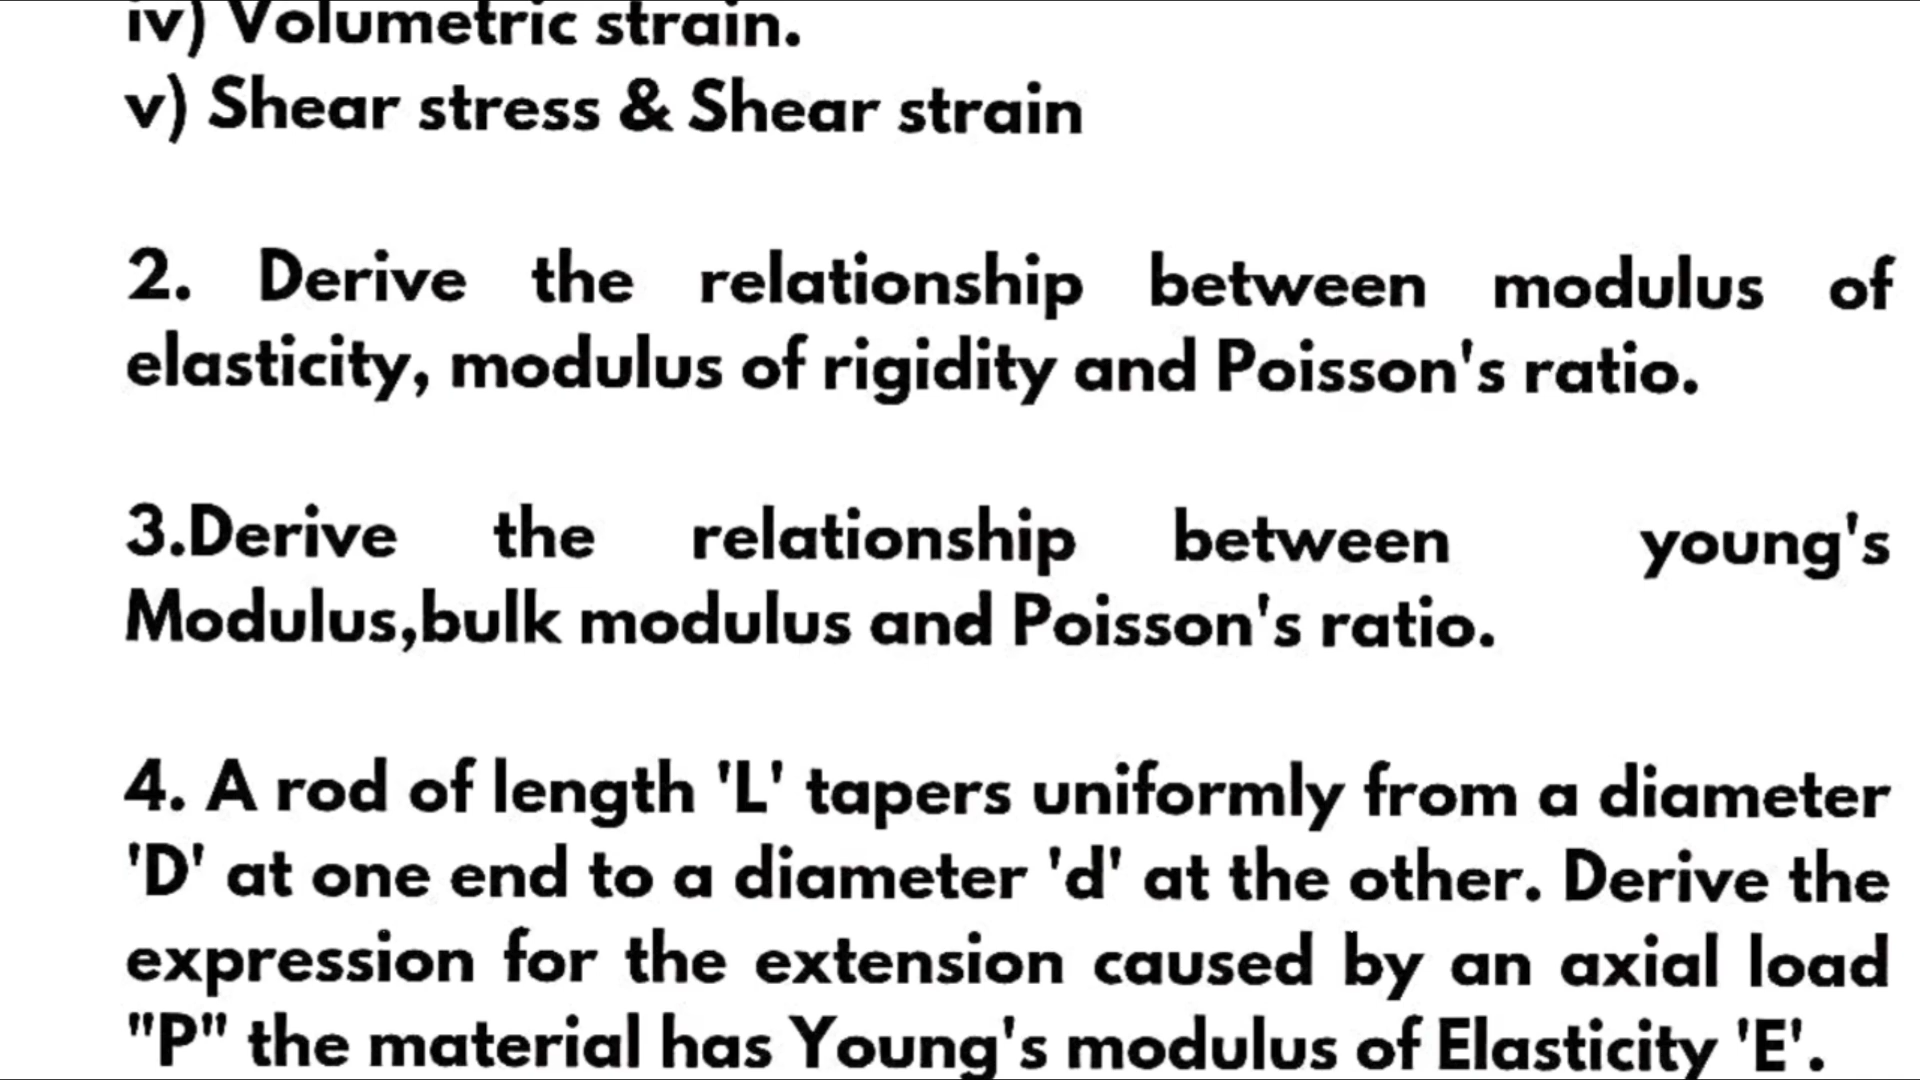 iv) Volumetric strain.
v) Shear stress & Shear strain
2. Derive the relationship between modulus of
elasticity, modulus of rigidity and Poisson's ratio.
3.Derive the relationship between young's
Modulus,bulk modulus and Poisson's ratio.
4. A rod of length 'L' tapers uniformly from a diameter
'D' at one end to a diameter 'd' at the other. Derive the
expression for the extension caused by an axial load
"P" the material has Young's modulus of Elasticity 'E'.